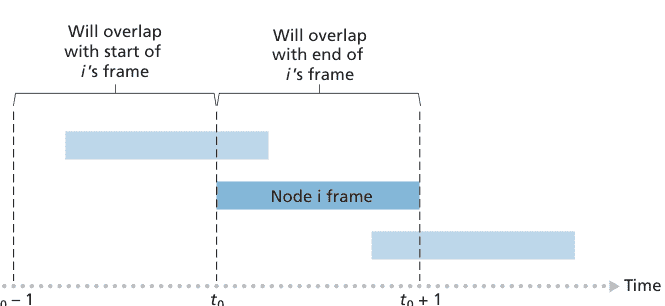 Will overlap
with start of
i's frame
Will overlap
with end of
i's frame
Node i frame
Time
0 – 1
t0
t0 + 1